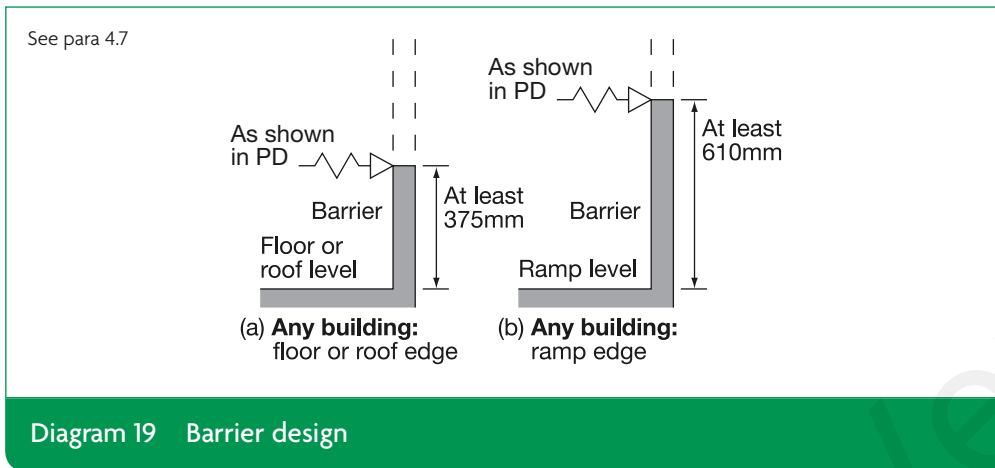 See para 4.7
As shown
in PD
At least
375mm
Barrier
Floor or
roof level
(a) Any building:
floor or roof edge
As shown
in PD
At least
610mm
Barrier
Ramp level
(b) Any building:
ramp edge
Diagram 19 Barrier design